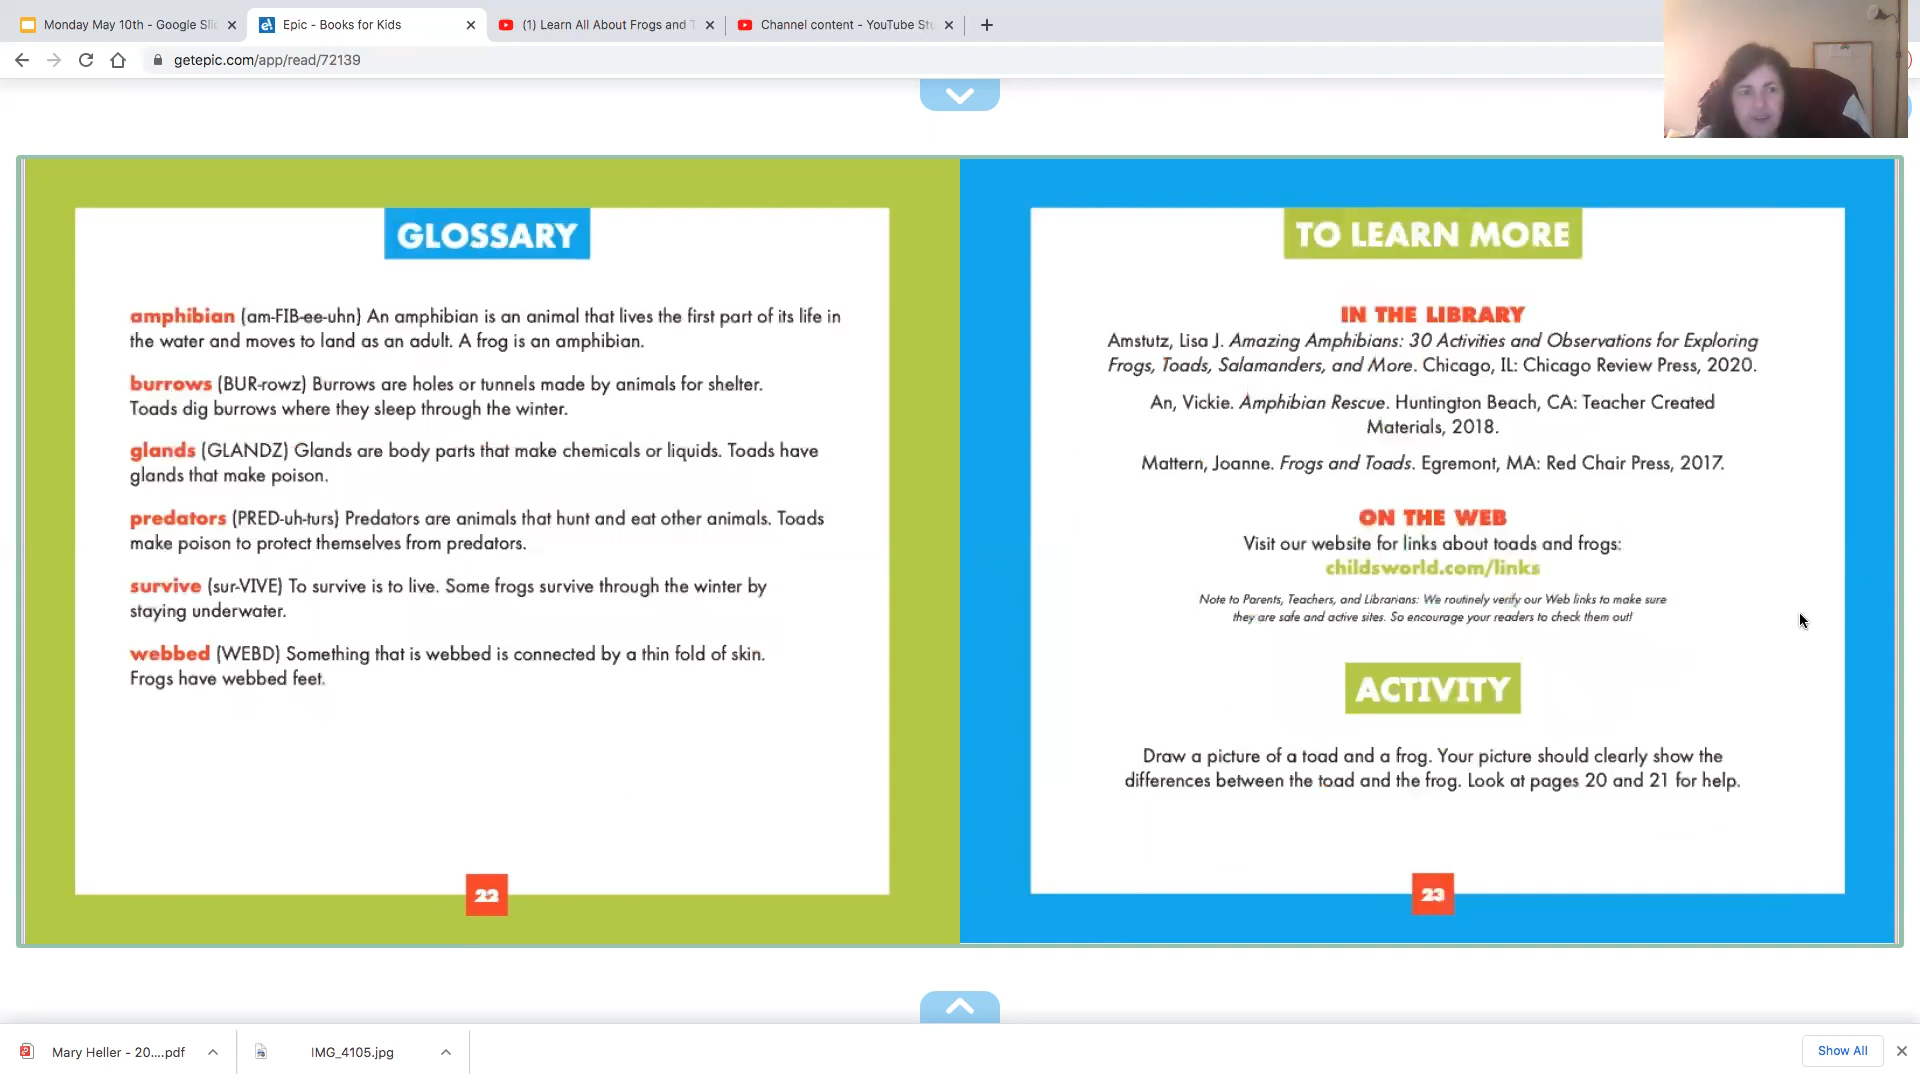 Monday May 10th - Google Sli
Epic - Books for Kids
(1) Learn All About Frogs and T
Channel content - YouTube Stu
getepic.com/app/read/72139
GLOSSARY
amphibian (am-FIB-ee-uhn) An amphibian is an animal that lives the first part of its life in
the water and moves to land as an adult. A frog is an amphibian.
burrows (BUR-rowz) Burrows are holes or tunnels made by animals for shelter.
Toads dig burrows where they sleep through the winter.
glands (GLANDZ) Glands are body parts that make chemicals or liquids. Toads have
glands that make poison.
predators (PRED-uh-turs) Predators are animals that hunt and eat other animals. Toads
make poison to protect themselves from predators.
survive (sur-VIVE) To survive is to live. Some frogs survive through the winter by
staying underwater.
webbed (WEBD) Something that is webbed is connected by a thin fold of skin.
Frogs have webbed feet.
22
TO LEARN MORE
IN THE LIBRARY
Amstutz, Lisa J. Amazing Amphibians: 30 Activities and Observations for Exploring
Frogs, Toads, Salamanders, and More. Chicago, IL: Chicago Review Press, 2020.
An, Vickie. Amphibian Rescue. Huntington Beach, CA: Teacher Created
Materials, 2018.
Mattern, Joanne. Frogs and Toads. Egremont, MA: Red Chair Press, 2017.
ON THE WEB
Visit our website for links about toads and frogs:
childsworld.com/links
Note to Parents, Teachers, and Librarians: We routinely verify our Web links to make sure
they are safe and active sites. So encourage your readers to check them out!
ACTIVITY
Draw a picture of a toad and a frog. Your picture should clearly show the
differences between the toad and the frog. Look at pages 20 and 21 for help.
23
Mary Heller - 20....pdf
IMG_4105.jpg
Show All